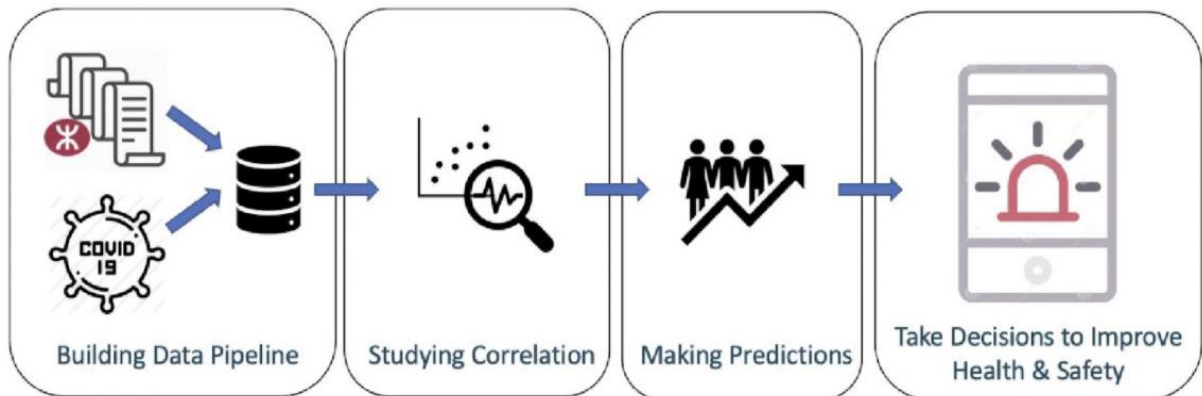 COVID
19
Building Data Pipeline
Studying Correlation
Making Predictions
Take Decisions to Improve
Health & Safety